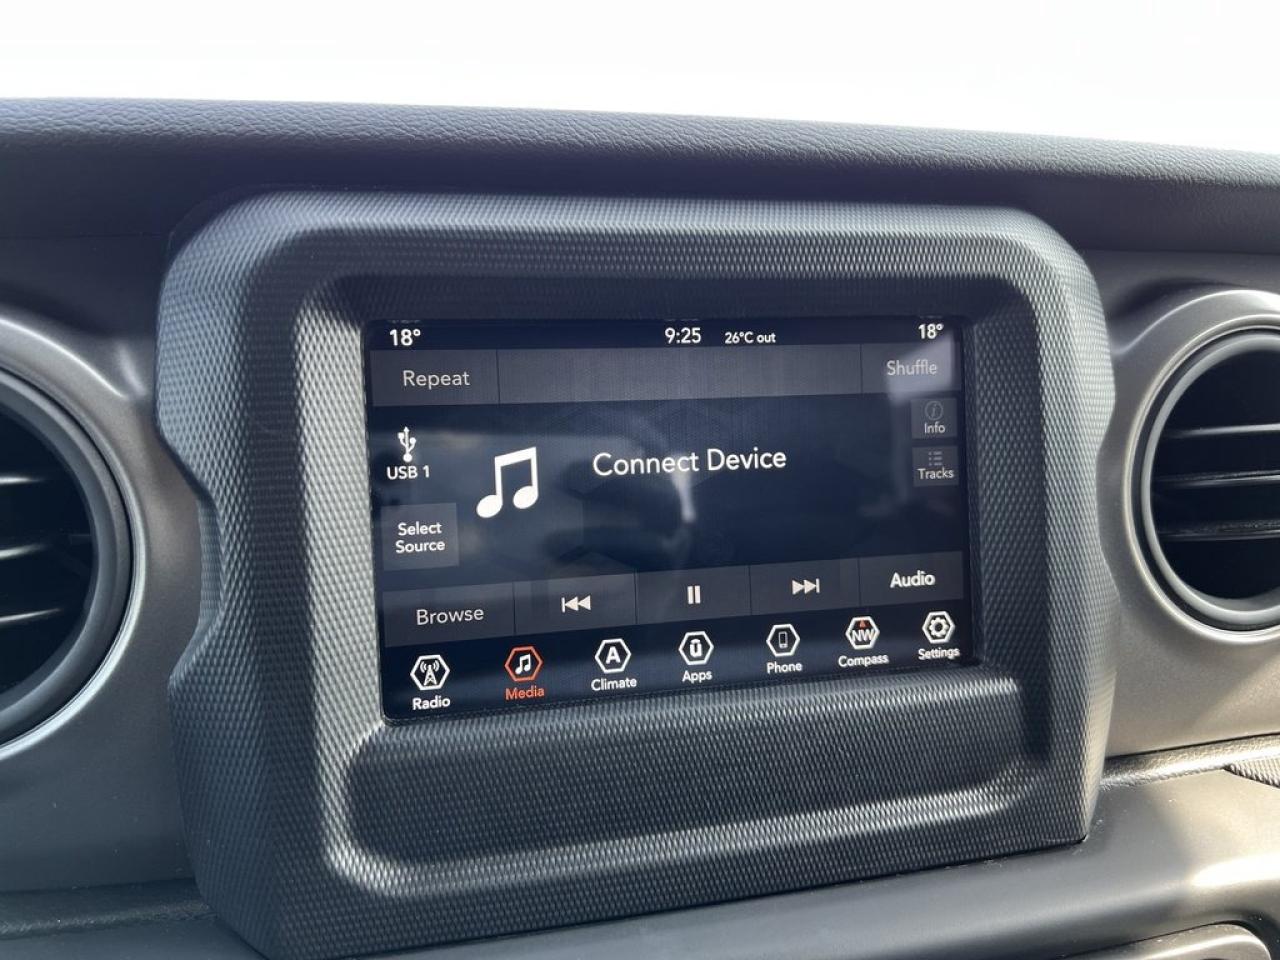 18° 9:25 26°C out 18°
Repeat Shuffle
Info
USB 1 Connect Device Tracks
Select
Source
Browse Audio
Radio Media A Climate Apps Phone NW Compass Settings